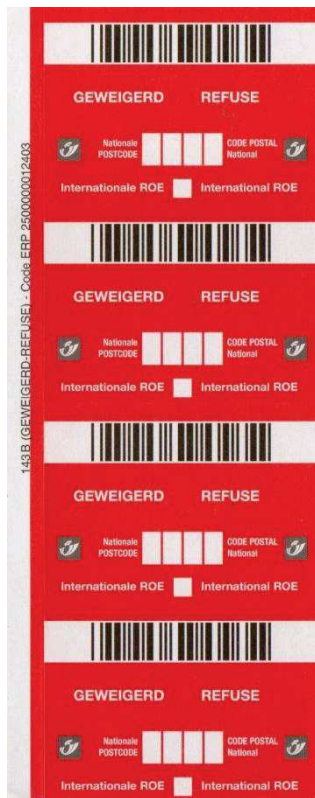 143B (GEWEIGERD-REFUSE) - Code ERP 2500000012403
GEWEIGERD REFUSE
Nationale POSTCODE CODE POSTAL National
Internationale ROE International ROE
GEWEIGERD REFUSE
Nationale POSTCODE CODE POSTAL National
Internationale ROE International ROE
GEWEIGERD REFUSE
Nationale POSTCODE CODE POSTAL National
Internationale ROE International ROE
GEWEIGERD REFUSE
Nationale POSTCODE CODE POSTAL National
Internationale ROE International ROE